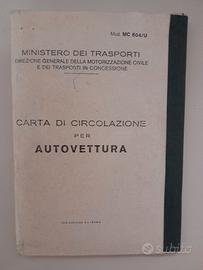 Mod. MC 804/U
MINISTERO DEI TRASPORTI
DIREZIONE GENERALE DELLA MOTORIZZAZIONE CIVILE
E DEI TRASPORTI IN CONCESSIONE
CARTA DI CIRCOLAZIONE
PER
AUTOVETTURA
subito